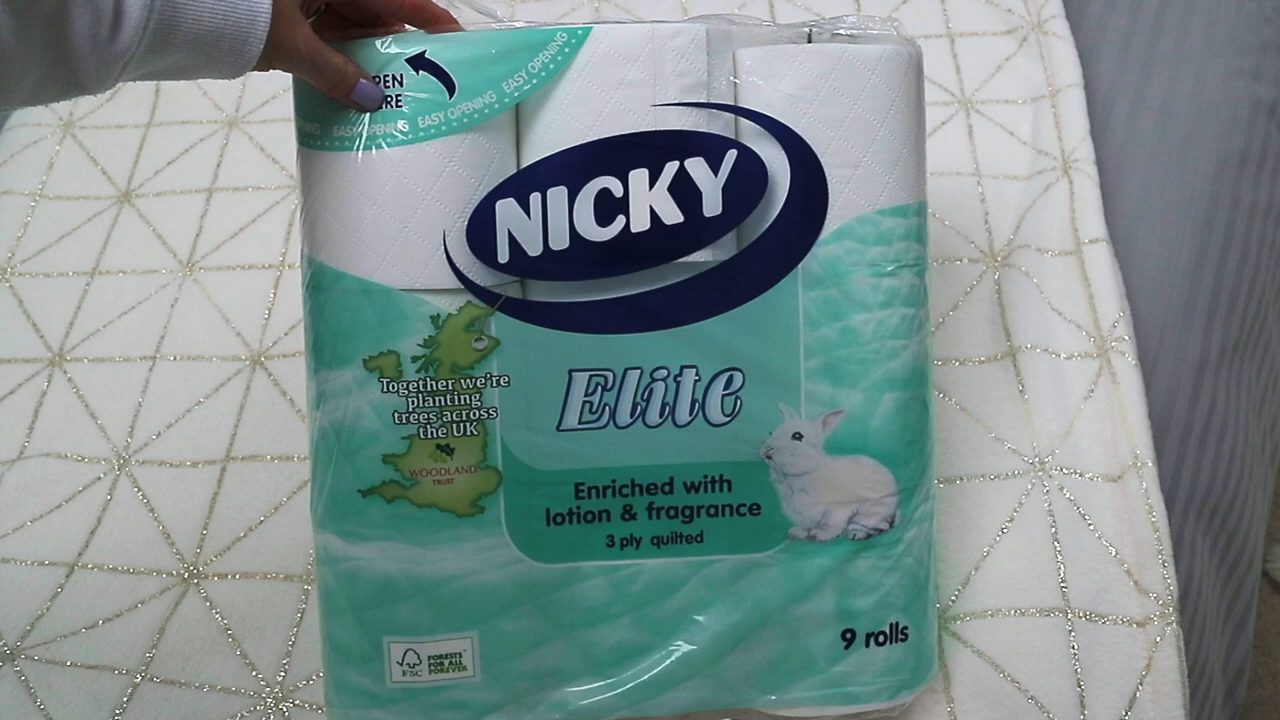 EASY OPENING EASY OPENING EASY OPENING
NICKY
Elite
Together we're
planting
trees across
the UK
WOODLAND
TRUST
Enriched with
lotion & fragrance
3 ply quilted
9 rolls
FSC
FORESTS
FOR ALL
FOREVER™